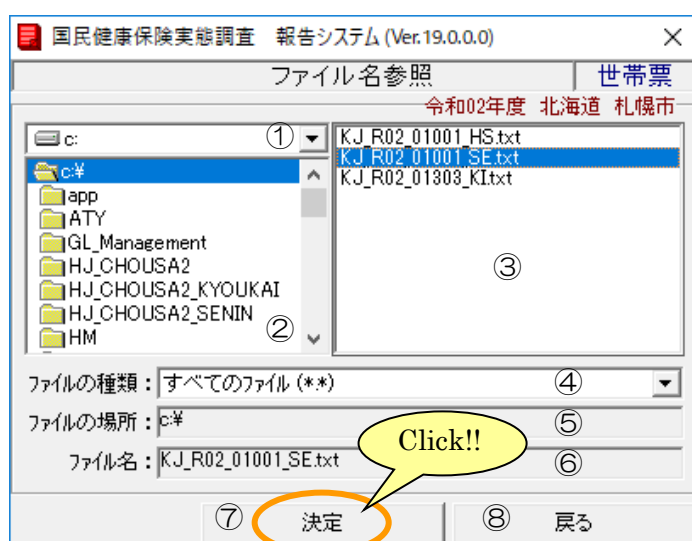 国民健康保険実態調査 報告システム (Ver.19.0.0.0)
ファイル名参照
世帯票
令和02年度 北海道 札幌市
c: ①
c:¥
app
ATY
GL_Management
HJ_CHOUSA2
HJ_CHOUSA2_KYOUKAI
HJ_CHOUSA2_SENIN
HM
②
KJ_R02_01001_HS.txt
KJ_R02_01001_SE.txt
KJ_R02_01303_KI.txt
③
ファイルの種類：すべてのファイル (*.*) ④
ファイルの場所：c:¥ ⑤
ファイル名：KJ_R02_01001_SE.txt ⑥
Click!!
⑦ 決定
⑧ 戻る